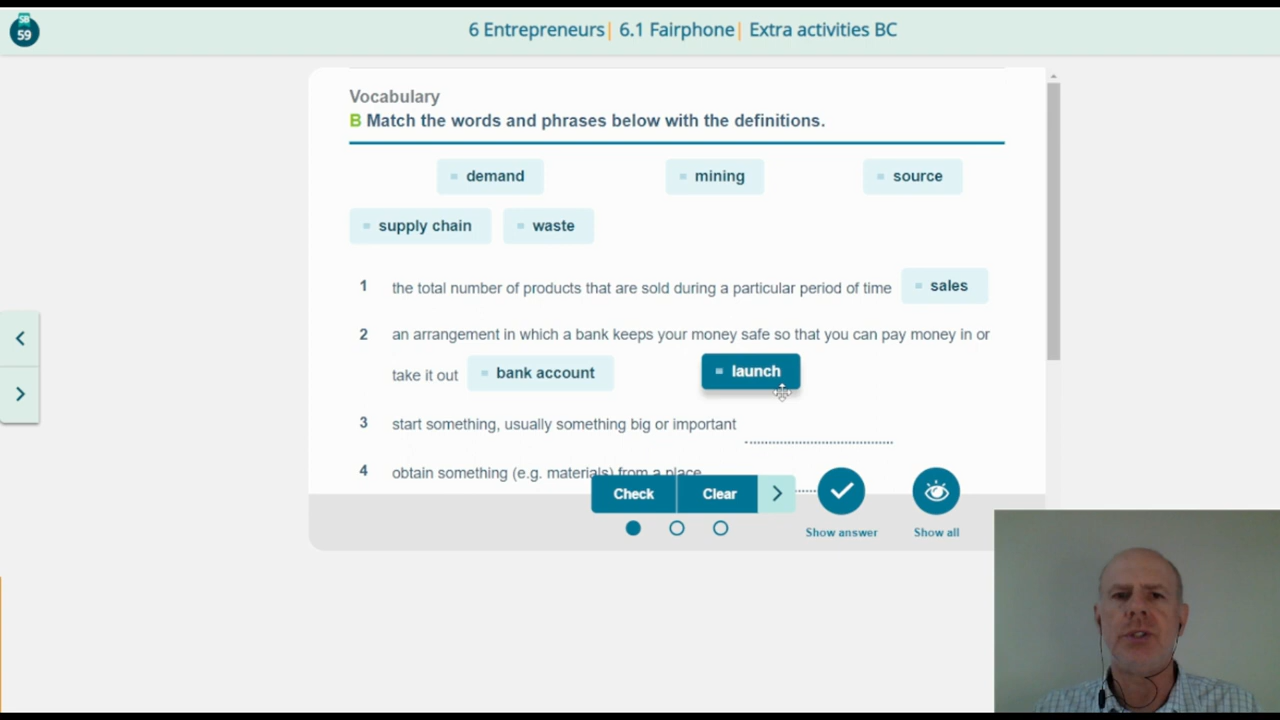 SB
59
6 Entrepreneurs| 6.1 Fairphone| Extra activities BC
Vocabulary
B Match the words and phrases below with the definitions.
demand mining source
supply chain waste
1 the total number of products that are sold during a particular period of time sales
2 an arrangement in which a bank keeps your money safe so that you can pay money in or
take it out bank account launch
3 start something, usually something big or important
4 obtain something (e.g. materials) from a place
Check Clear
Show answer Show all